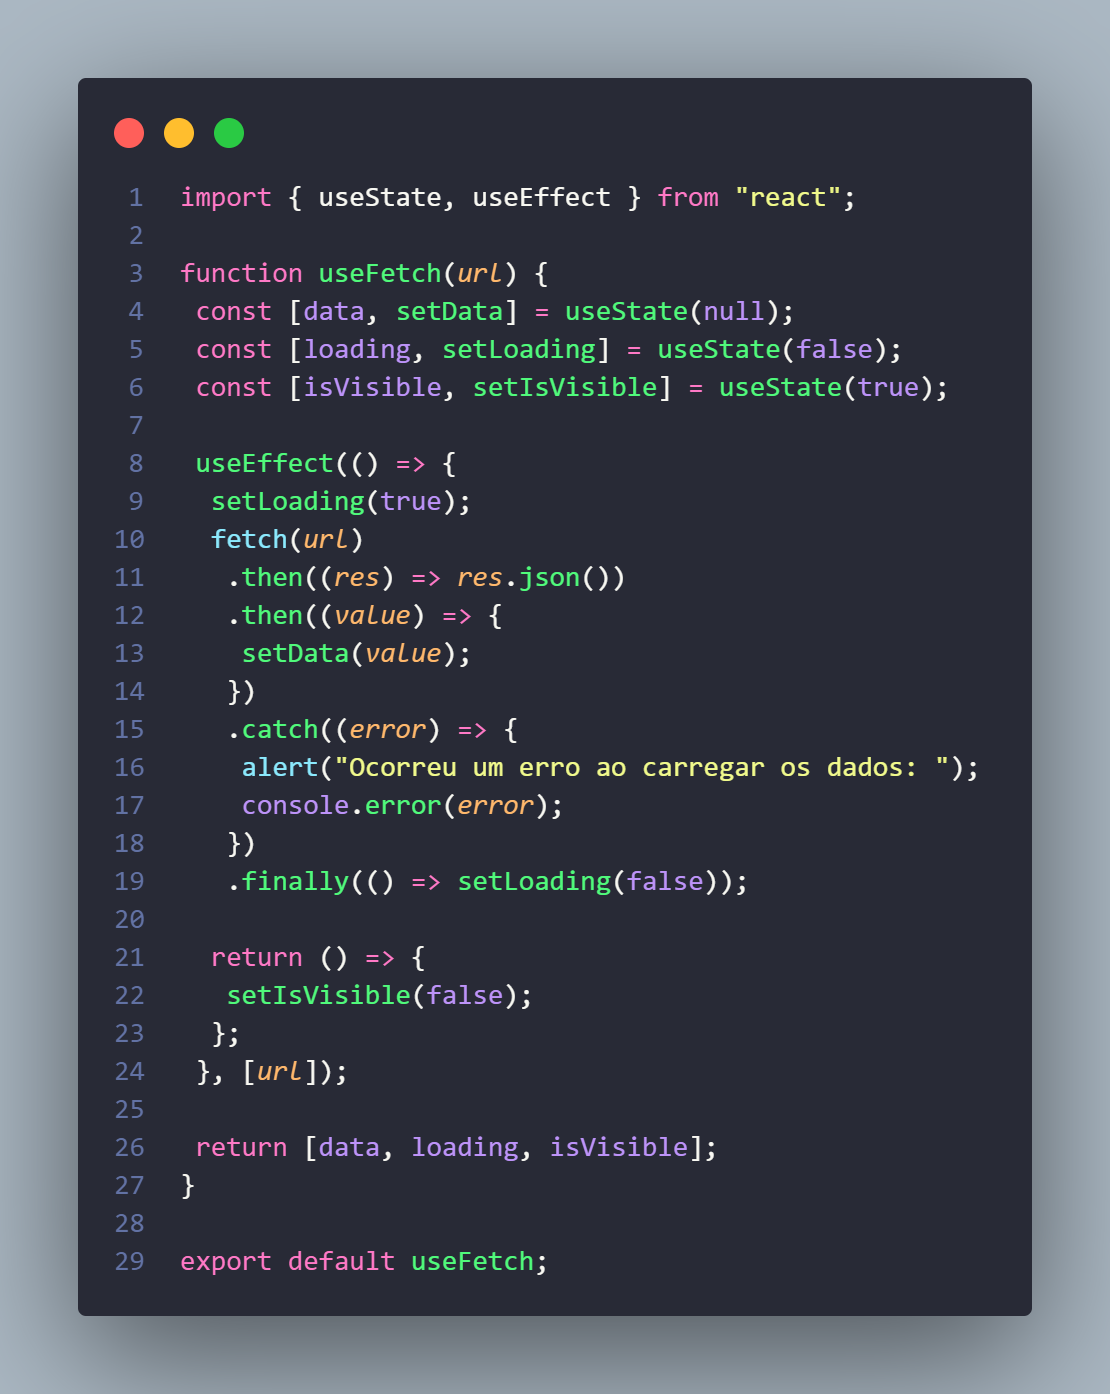 1 import { useState, useEffect } from "react";
2
3 function useFetch(url) {
4  const [data, setData] = useState(null);
5  const [loading, setLoading] = useState(false);
6  const [isVisible, setIsVisible] = useState(true);
7
8  useEffect(() => {
9   setLoading(true);
10   fetch(url)
11    .then((res) => res.json())
12    .then((value) => {
13     setData(value);
14    })
15    .catch((error) => {
16     alert("Ocorreu um erro ao carregar os dados: ");
17     console.error(error);
18    })
19    .finally(() => setLoading(false));
20
21   return () => {
22    setIsVisible(false);
23   };
24  }, [url]);
25
26  return [data, loading, isVisible];
27 }
28
29 export default useFetch;